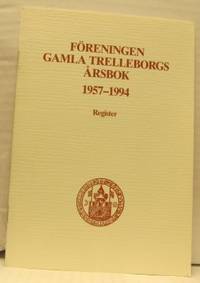 FÖRENINGEN
GAMLA TRELLEBORGS
ÅRSBOK
1957–1994
Register